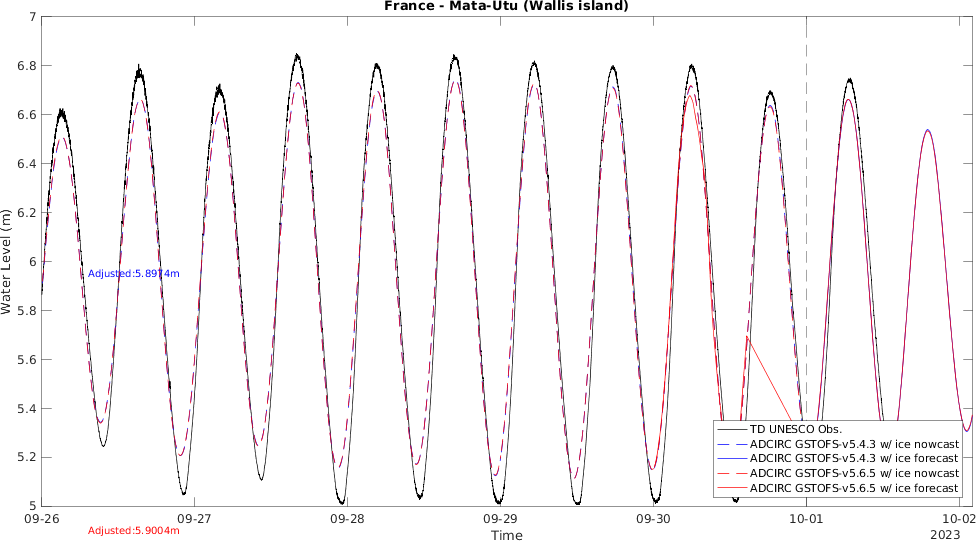 France - Mata-Utu (Wallis island)
7
6.8
6.6
6.4
6.2
6
5.8
5.6
5.4
5.2
5
Water Level (m)
Adjusted:5.8974m
TD UNESCO Obs.
ADCIRC GSTOFS-v5.4.3 w/ ice nowcast
ADCIRC GSTOFS-v5.4.3 w/ ice forecast
ADCIRC GSTOFS-v5.6.5 w/ ice nowcast
ADCIRC GSTOFS-v5.6.5 w/ ice forecast
09-26 09-27 09-28 09-29 09-30 10-01 10-02
Adjusted:5.9004m
Time
2023